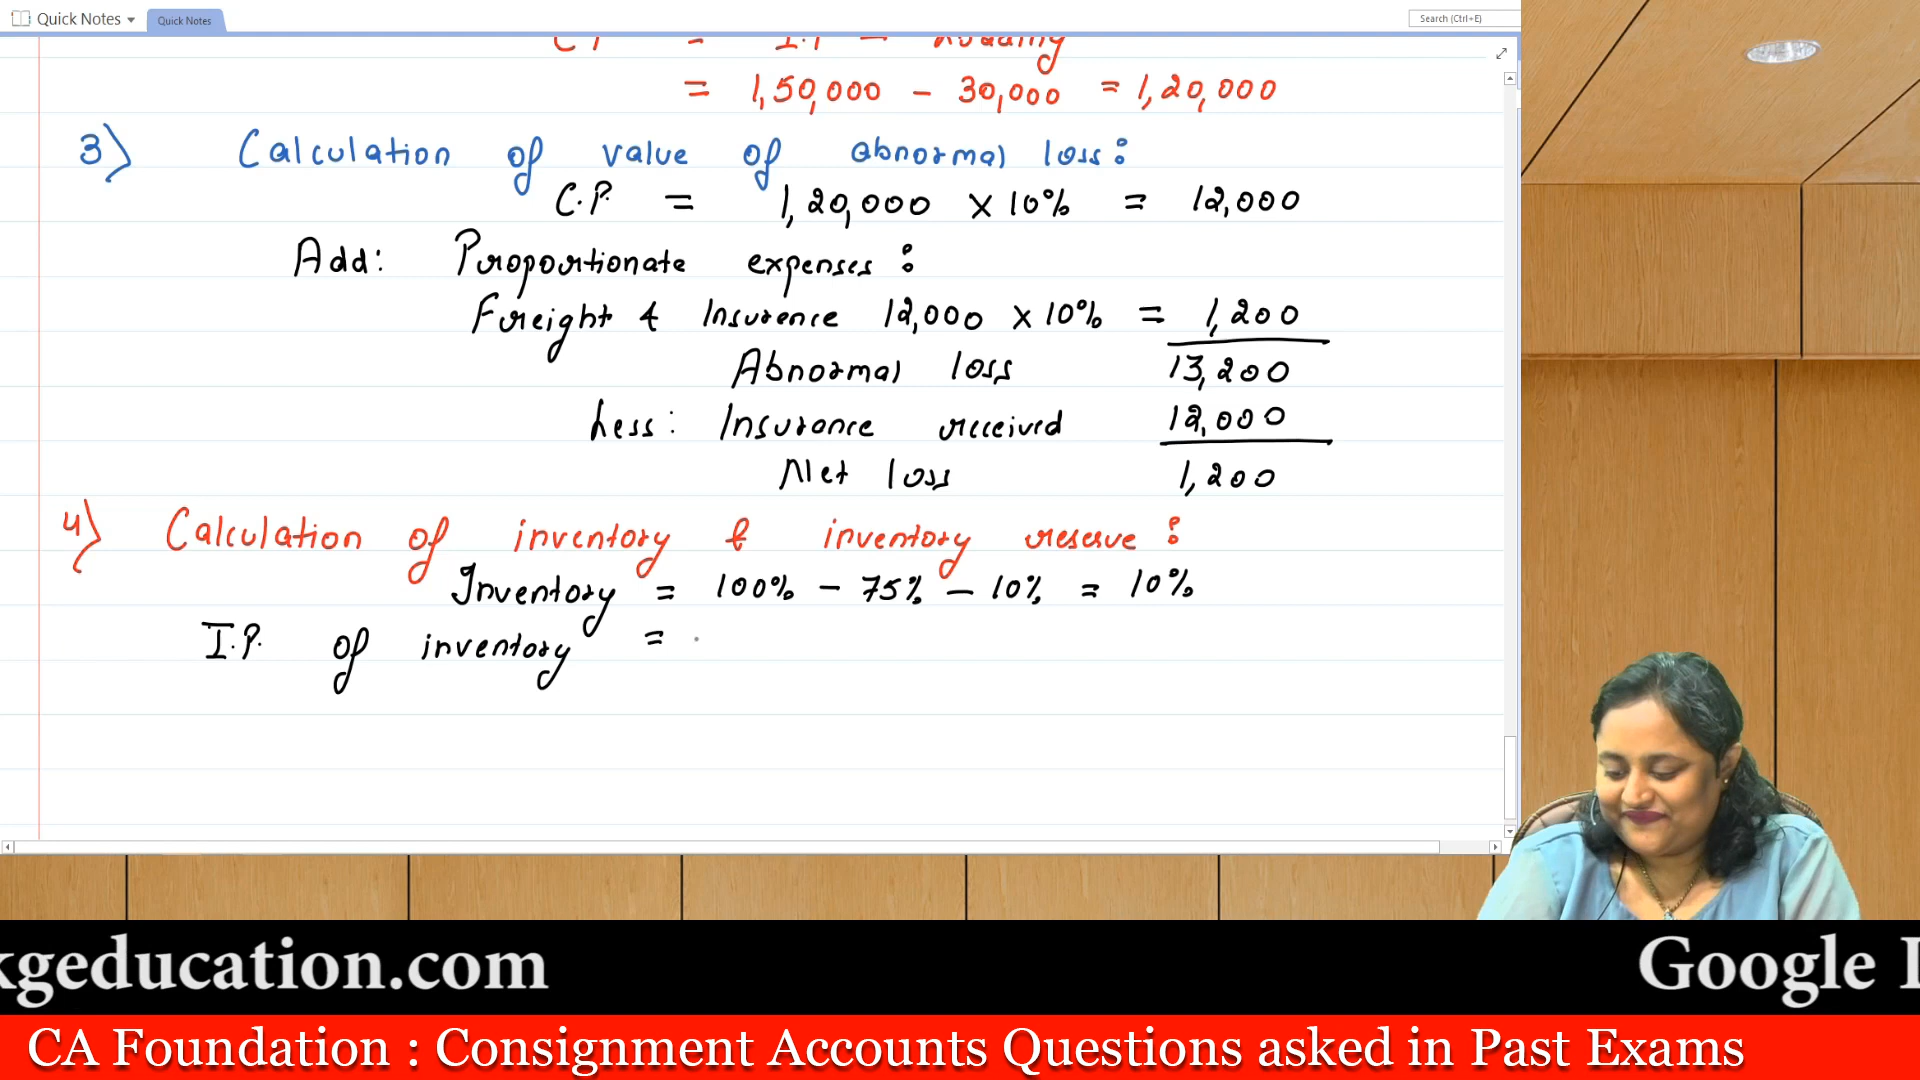 Quick Notes
Quick Notes
Search (Ctrl+E)
= 1,50,000 - 30,000 = 1,20,000
3) Calculation of value of abnormal loss:
C.P. = 1,20,000 × 10% = 12,000
Add: Proportionate expenses:
Freight & Insurance 12,000 × 10% = 1,200
Abnormal loss 13,200
Less: Insurance received 12,000
Net loss 1,200
4) Calculation of inventory & inventory reserve:
Inventory = 100% - 75% - 10% = 10%
I.P. of inventory =
kgeducation.com
Google
CA Foundation : Consignment Accounts Questions asked in Past Exams